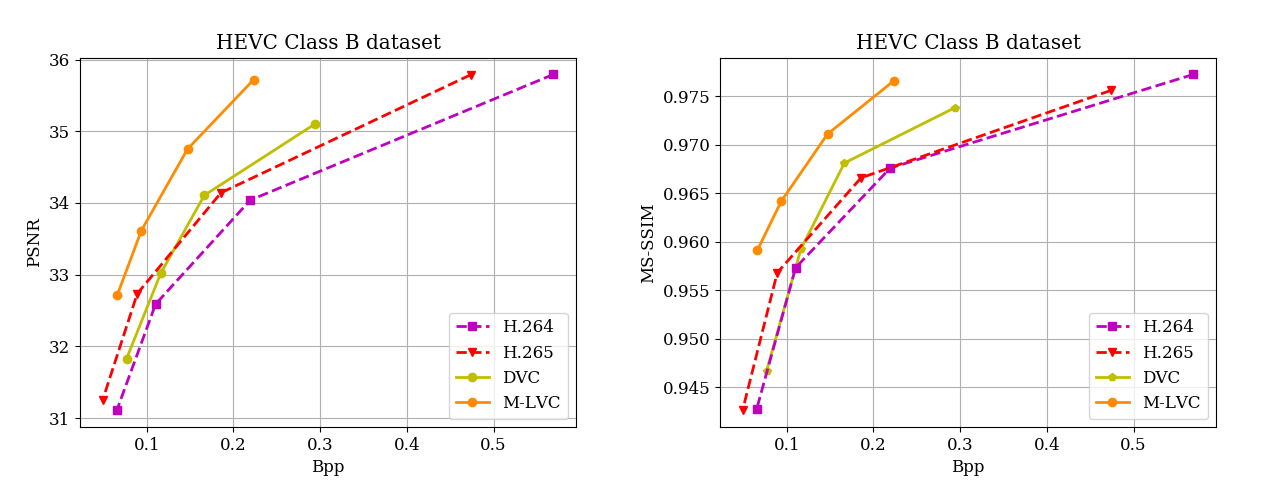 HEVC Class B dataset
PSNR
36
35
34
33
32
31
0.1 0.2 0.3 0.4 0.5
Bpp
H.264
H.265
DVC
M-LVC
HEVC Class B dataset
MS-SSIM
0.975
0.970
0.965
0.960
0.955
0.950
0.945
0.1 0.2 0.3 0.4 0.5
Bpp
H.264
H.265
DVC
M-LVC